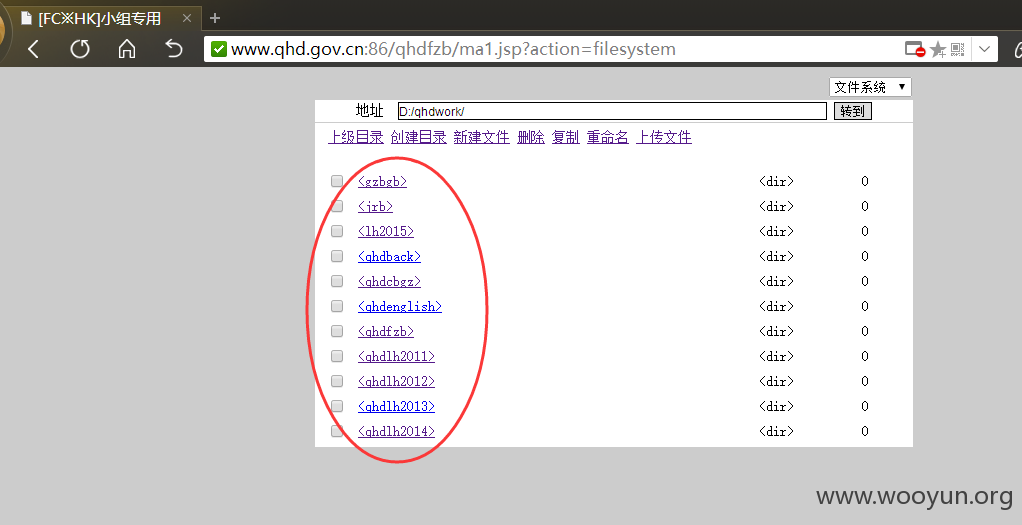 [FC※HK]小组专用
www.qhd.gov.cn:86/qhdfzb/ma1.jsp?action=filesystem
文件系统
地址 D:/qhdwork/ 转到
上级目录 创建目录 新建文件 删除 复制 重命名 上传文件
<gzbgb> <dir> 0
<jrb> <dir> 0
<lh2015> <dir> 0
<qhdback> <dir> 0
<qhdcbgz> <dir> 0
<qhdenglish> <dir> 0
<qhdfzb> <dir> 0
<qhdlh2011> <dir> 0
<qhdlh2012> <dir> 0
<qhdlh2013> <dir> 0
<qhdlh2014> <dir> 0
www.wooyun.org